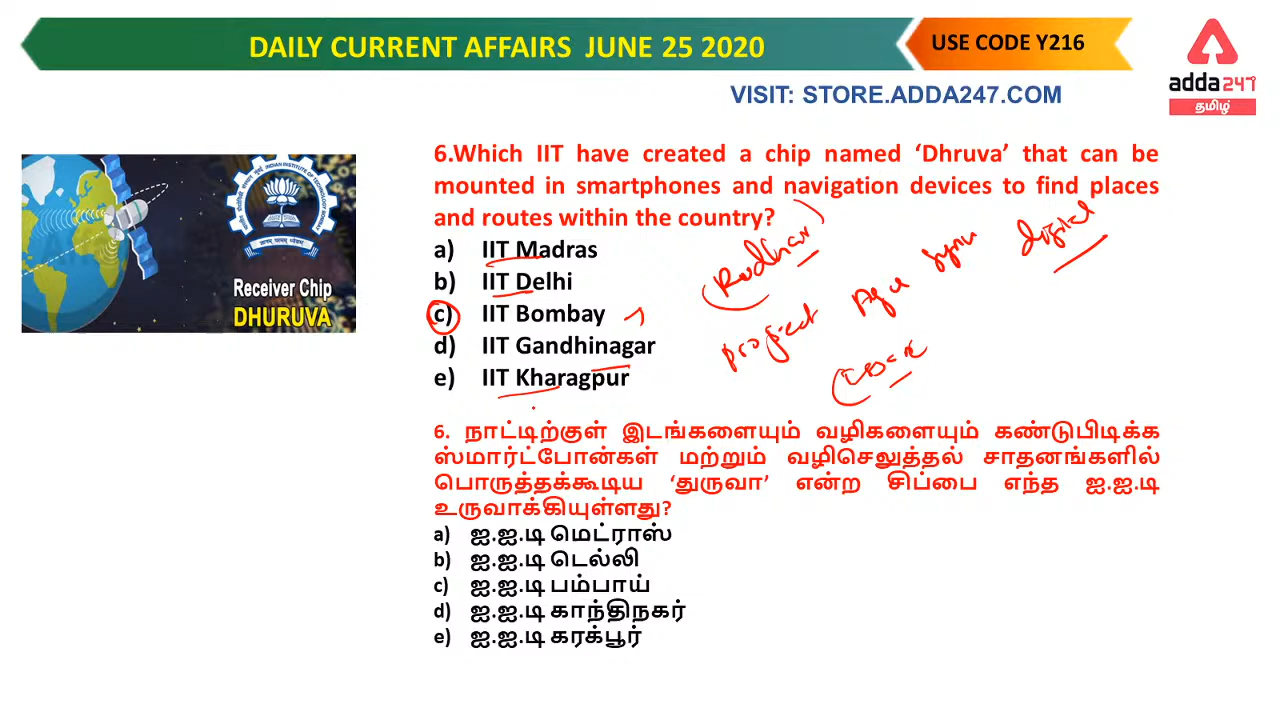 DAILY CURRENT AFFAIRS JUNE 25 2020
USE CODE Y216
adda247
தமிழ்
VISIT: STORE.ADDA247.COM
6.Which IIT have created a chip named ‘Dhruva’ that can be
mounted in smartphones and navigation devices to find places
and routes within the country?
a) IIT Madras
b) IIT Delhi
c) IIT Bombay
d) IIT Gandhinagar
e) IIT Kharagpur
Receiver Chip
DHURUVA
project
digital
6. நாட்டிற்குள் இடங்களையும் வழிகளையும் கண்டுபிடிக்க
ஸ்மார்ட்போன்கள் மற்றும் வழிசெலுத்தல் சாதனங்களில்
பொருத்தக்கூடிய ‘துருவா’ என்ற சிப்பை எந்த ஐ.ஐ.டி
உருவாக்கியுள்ளது?
a) ஐ.ஐ.டி மெட்ராஸ்
b) ஐ.ஐ.டி டெல்லி
c) ஐ.ஐ.டி பம்பாய்
d) ஐ.ஐ.டி காந்திநகர்
e) ஐ.ஐ.டி கரக்பூர்